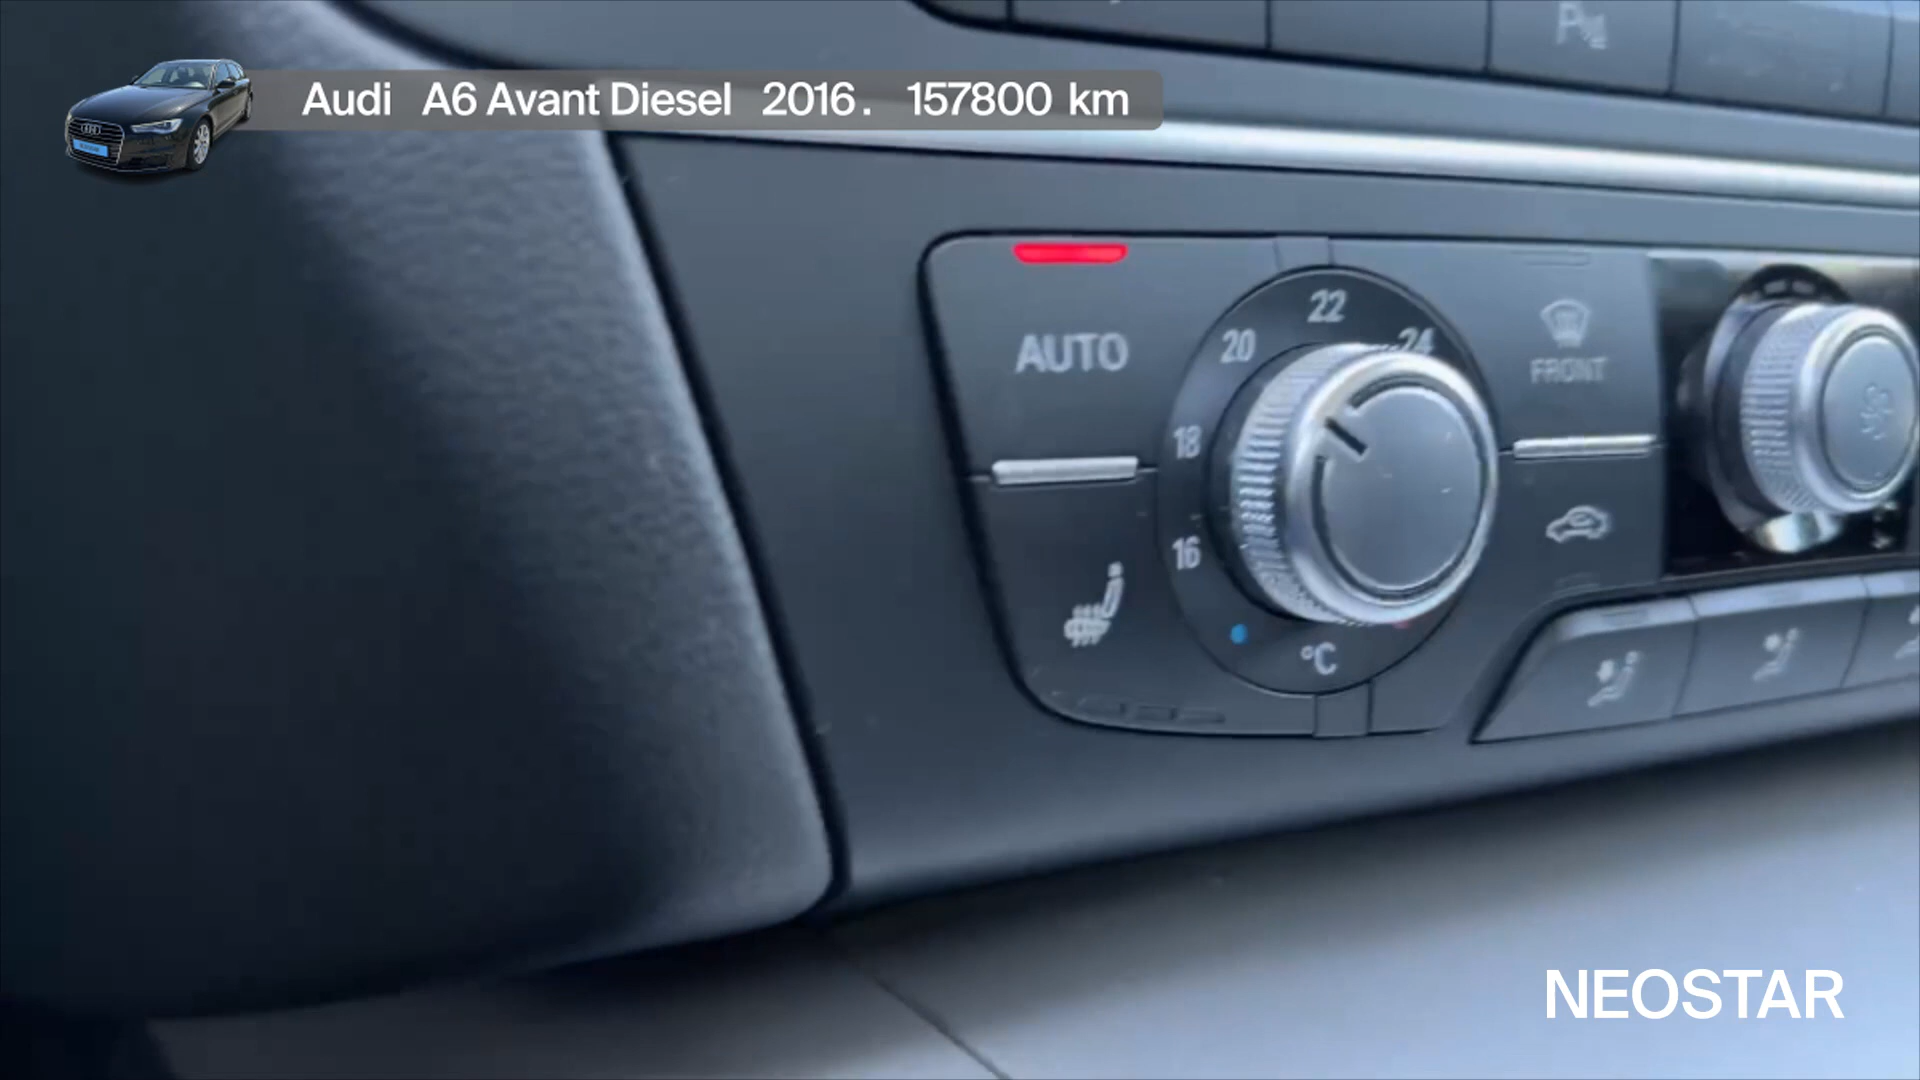 Audi A6 Avant Diesel 2016. 157800 km
AUTO
22
20
24
18
16
°C
FRONT
NEOSTAR